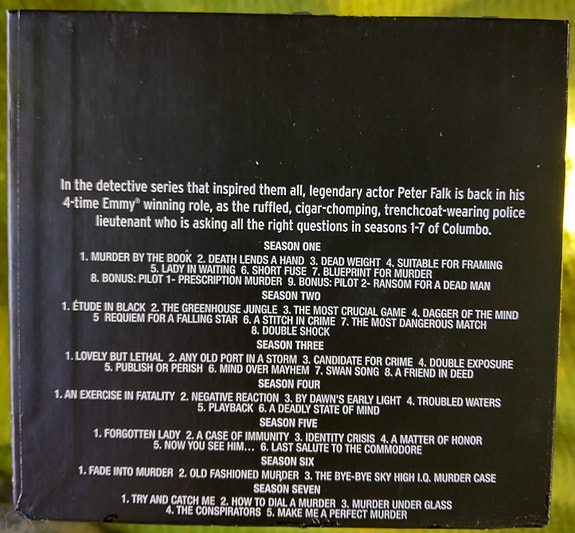 In the detective series that inspired them all, legendary actor Peter Falk is back in his
4-time Emmy® winning role, as the ruffled, cigar-chomping, trenchcoat-wearing police
lieutenant who is asking all the right questions in seasons 1-7 of Columbo.
SEASON ONE
1. MURDER BY THE BOOK 2. DEATH LENDS A HAND 3. DEAD WEIGHT 4. SUITABLE FOR FRAMING
5. LADY IN WAITING 6. SHORT FUSE 7. BLUEPRINT FOR MURDER
8. BONUS: PILOT 1- PRESCRIPTION MURDER 9. BONUS: PILOT 2- RANSOM FOR A DEAD MAN
SEASON TWO
1. ÉTUDE IN BLACK 2. THE GREENHOUSE JUNGLE 3. THE MOST CRUCIAL GAME 4. DAGGER OF THE MIND
5 REQUIEM FOR A FALLING STAR 6. A STITCH IN CRIME 7. THE MOST DANGEROUS MATCH
8. DOUBLE SHOCK
SEASON THREE
1. LOVELY BUT LETHAL 2. ANY OLD PORT IN A STORM 3. CANDIDATE FOR CRIME 4. DOUBLE EXPOSURE
5. PUBLISH OR PERISH 6. MIND OVER MAYHEM 7. SWAN SONG 8. A FRIEND IN DEED
SEASON FOUR
1. AN EXERCISE IN FATALITY 2. NEGATIVE REACTION 3. BY DAWN'S EARLY LIGHT 4. TROUBLED WATERS
5. PLAYBACK 6. A DEADLY STATE OF MIND
SEASON FIVE
1. FORGOTTEN LADY 2. A CASE OF IMMUNITY 3. IDENTITY CRISIS 4. A MATTER OF HONOR
5. NOW YOU SEE HIM... 6. LAST SALUTE TO THE COMMODORE
SEASON SIX
1. FADE INTO MURDER 2. OLD FASHIONED MURDER 3. THE BYE-BYE SKY HIGH I.Q. MURDER CASE
SEASON SEVEN
1. TRY AND CATCH ME 2. HOW TO DIAL A MURDER 3. MURDER UNDER GLASS
4. THE CONSPIRATORS 5. MAKE ME A PERFECT MURDER